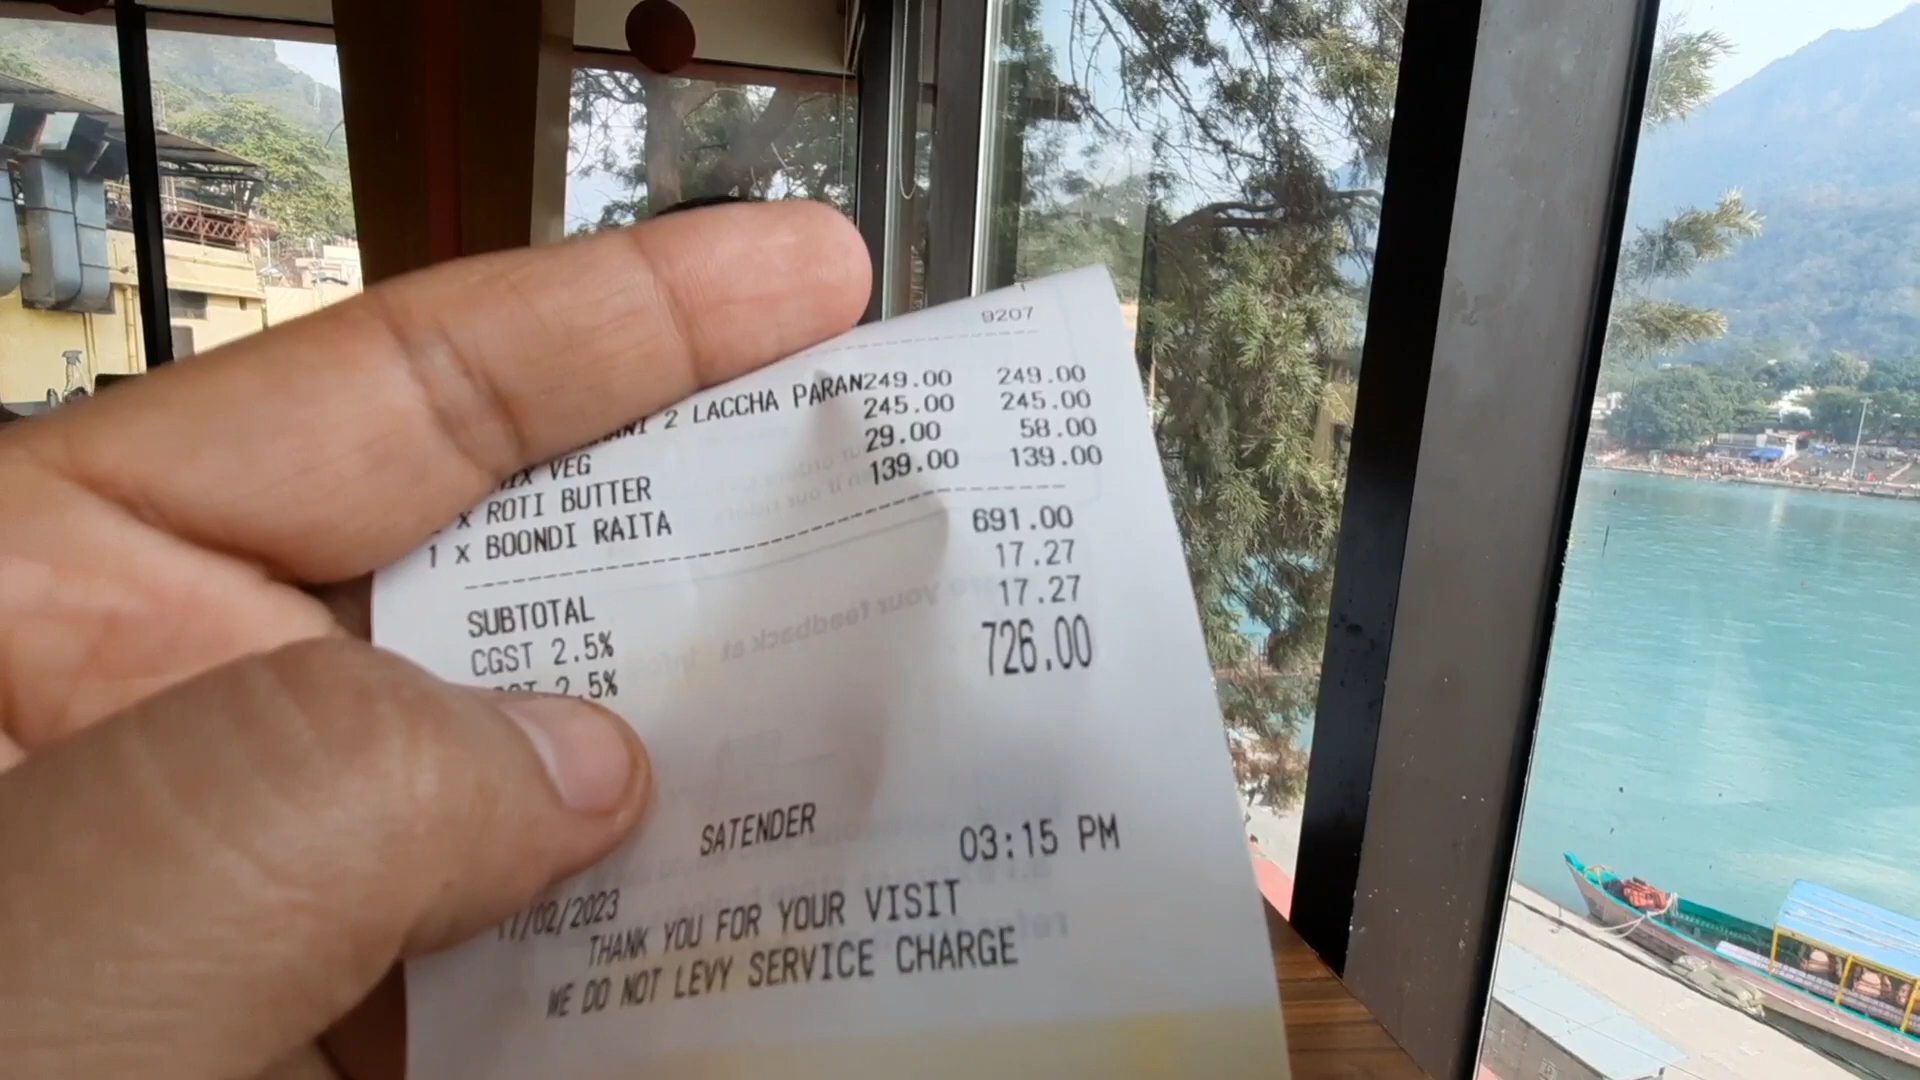 9207
2 LACCHA PARAN 249.00 249.00
VEG 245.00 245.00
x ROTI BUTTER 29.00 58.00
1 x BOONDI RAITA 139.00 139.00
SUBTOTAL 691.00
CGST 2.5% 17.27
2.5% 17.27
726.00
SATENDER
/02/2023 03:15 PM
THANK YOU FOR YOUR VISIT
WE DO NOT LEVY SERVICE CHARGE